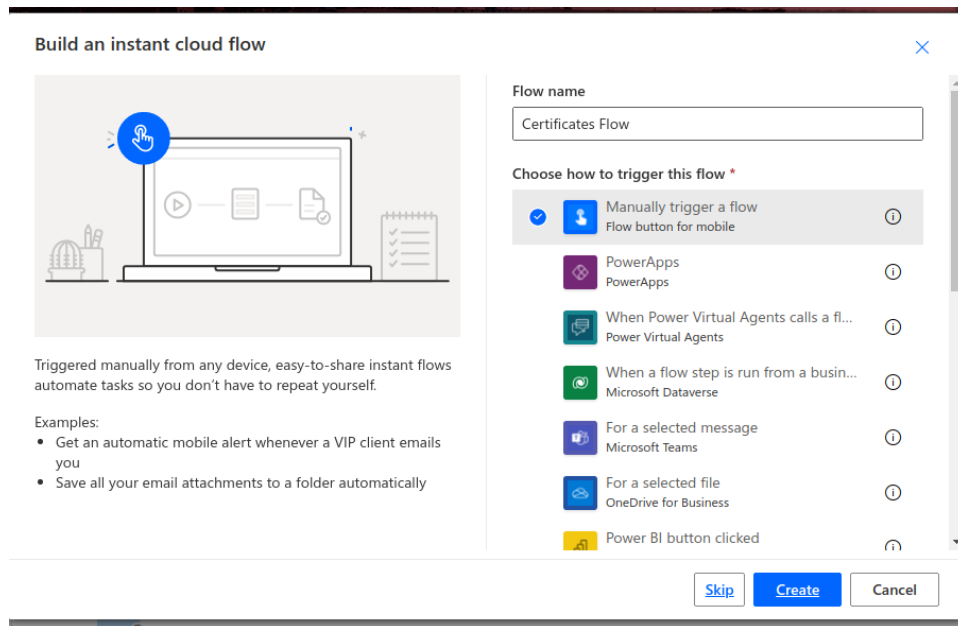 Build an instant cloud flow
Triggered manually from any device, easy-to-share instant flows
automate tasks so you don't have to repeat yourself.
Examples:
Get an automatic mobile alert whenever a VIP client emails
you
Save all your email attachments to a folder automatically
Flow name
Certificates Flow
Choose how to trigger this flow *
Manually trigger a flow
Flow button for mobile
PowerApps
PowerApps
When Power Virtual Agents calls a fl...
Power Virtual Agents
When a flow step is run from a busin...
Microsoft Dataverse
For a selected message
Microsoft Teams
For a selected file
OneDrive for Business
Power BI button clicked
Skip
Create
Cancel